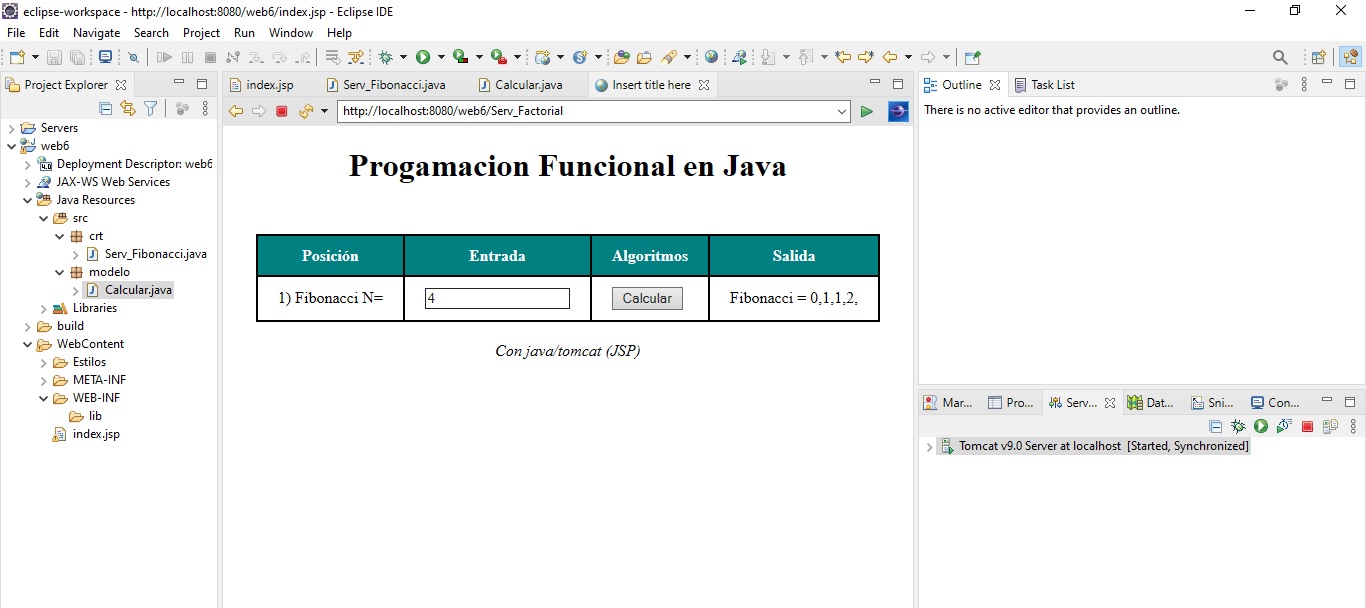 eclipse-workspace - http://localhost:8080/web6/index.jsp - Eclipse IDE
File Edit Navigate Search Project Run Window Help
Project Explorer
Servers
web6
Deployment Descriptor: web6
JAX-WS Web Services
Java Resources
src
crt
Serv_Fibonacci.java
modelo
Calcular.java
Libraries
build
WebContent
Estilos
META-INF
WEB-INF
lib
index.jsp
index.jsp Serv_Fibonacci.java Calcular.java Insert title here
http://localhost:8080/web6/Serv_Factorial
Progamacion Funcional en Java
Posición Entrada Algoritmos Salida
1) Fibonacci N= 4 Calcular Fibonacci = 0,1,1,2,
Con java/tomcat (JSP)
Outline Task List
There is no active editor that provides an outline.
Mar... Pro... Serv... Dat... Sni... Con...
Tomcat v9.0 Server at localhost [Started, Synchronized]